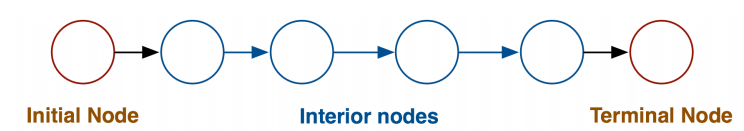 Initial Node
Interior nodes
Terminal Node